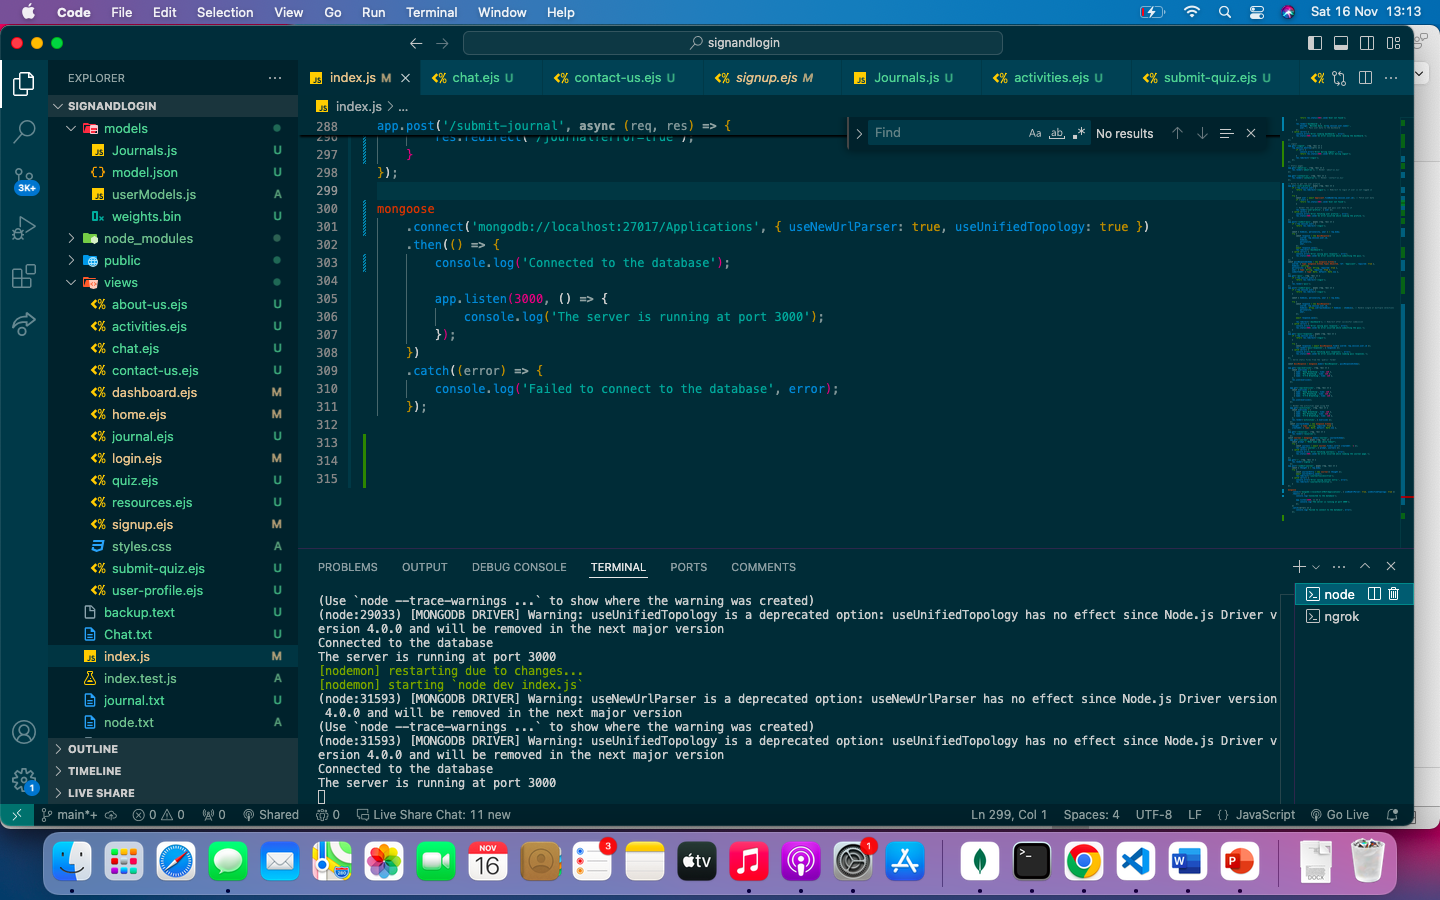 Code File Edit Selection View Go Run Terminal Window Help Sat 16 Nov 13:13
signandlogin
EXPLORER
index.js M
chat.ejs U
contact-us.ejs U
signup.ejs M
Journals.js U
activities.ejs U
submit-quiz.ejs U
index.js > ...
Find Aa ab No results
SIGNANDLOGIN
models
Journals.js U
model.json U
userModels.js A
weights.bin U
node_modules
public
views
about-us.ejs U
activities.ejs U
chat.ejs U
contact-us.ejs U
dashboard.ejs M
home.ejs M
journal.ejs U
login.ejs M
quiz.ejs U
resources.ejs U
signup.ejs M
styles.css A
submit-quiz.ejs U
user-profile.ejs U
backup.text U
Chat.txt U
index.js M
index.test.js A
journal.txt U
node.txt A
OUTLINE
TIMELINE
LIVE SHARE
3K+
1
288 app.post('/submit-journal', async (req, res) => {
296 res.redirect('/journal?error=true');
297 }
298 });
299
300 mongoose
301 .connect('mongodb://localhost:27017/Applications', { useNewUrlParser: true, useUnifiedTopology: true })
302 .then(() => {
303 console.log('Connected to the database');
304
305 app.listen(3000, () => {
306 console.log('The server is running at port 3000');
307 });
308 })
309 .catch((error) => {
310 console.log('Failed to connect to the database', error);
311 });
312
313
314
315
PROBLEMS OUTPUT DEBUG CONSOLE TERMINAL PORTS COMMENTS
node
ngrok
(Use `node --trace-warnings ...` to show where the warning was created)
(node:29033) [MONGODB DRIVER] Warning: useUnifiedTopology is a deprecated option: useUnifiedTopology has no effect since Node.js Driver v
ersion 4.0.0 and will be removed in the next major version
Connected to the database
The server is running at port 3000
[nodemon] restarting due to changes...
[nodemon] starting `node dev index.js`
(node:31593) [MONGODB DRIVER] Warning: useNewUrlParser is a deprecated option: useNewUrlParser has no effect since Node.js Driver version
4.0.0 and will be removed in the next major version
(Use `node --trace-warnings ...` to show where the warning was created)
(node:31593) [MONGODB DRIVER] Warning: useUnifiedTopology is a deprecated option: useUnifiedTopology has no effect since Node.js Driver v
ersion 4.0.0 and will be removed in the next major version
Connected to the database
The server is running at port 3000
main*+ 0 0 0 Shared 0 Live Share Chat: 11 new Ln 299, Col 1 Spaces: 4 UTF-8 LF {} JavaScript Go Live
NOV
16
3
tv
1
W
P
DOCX